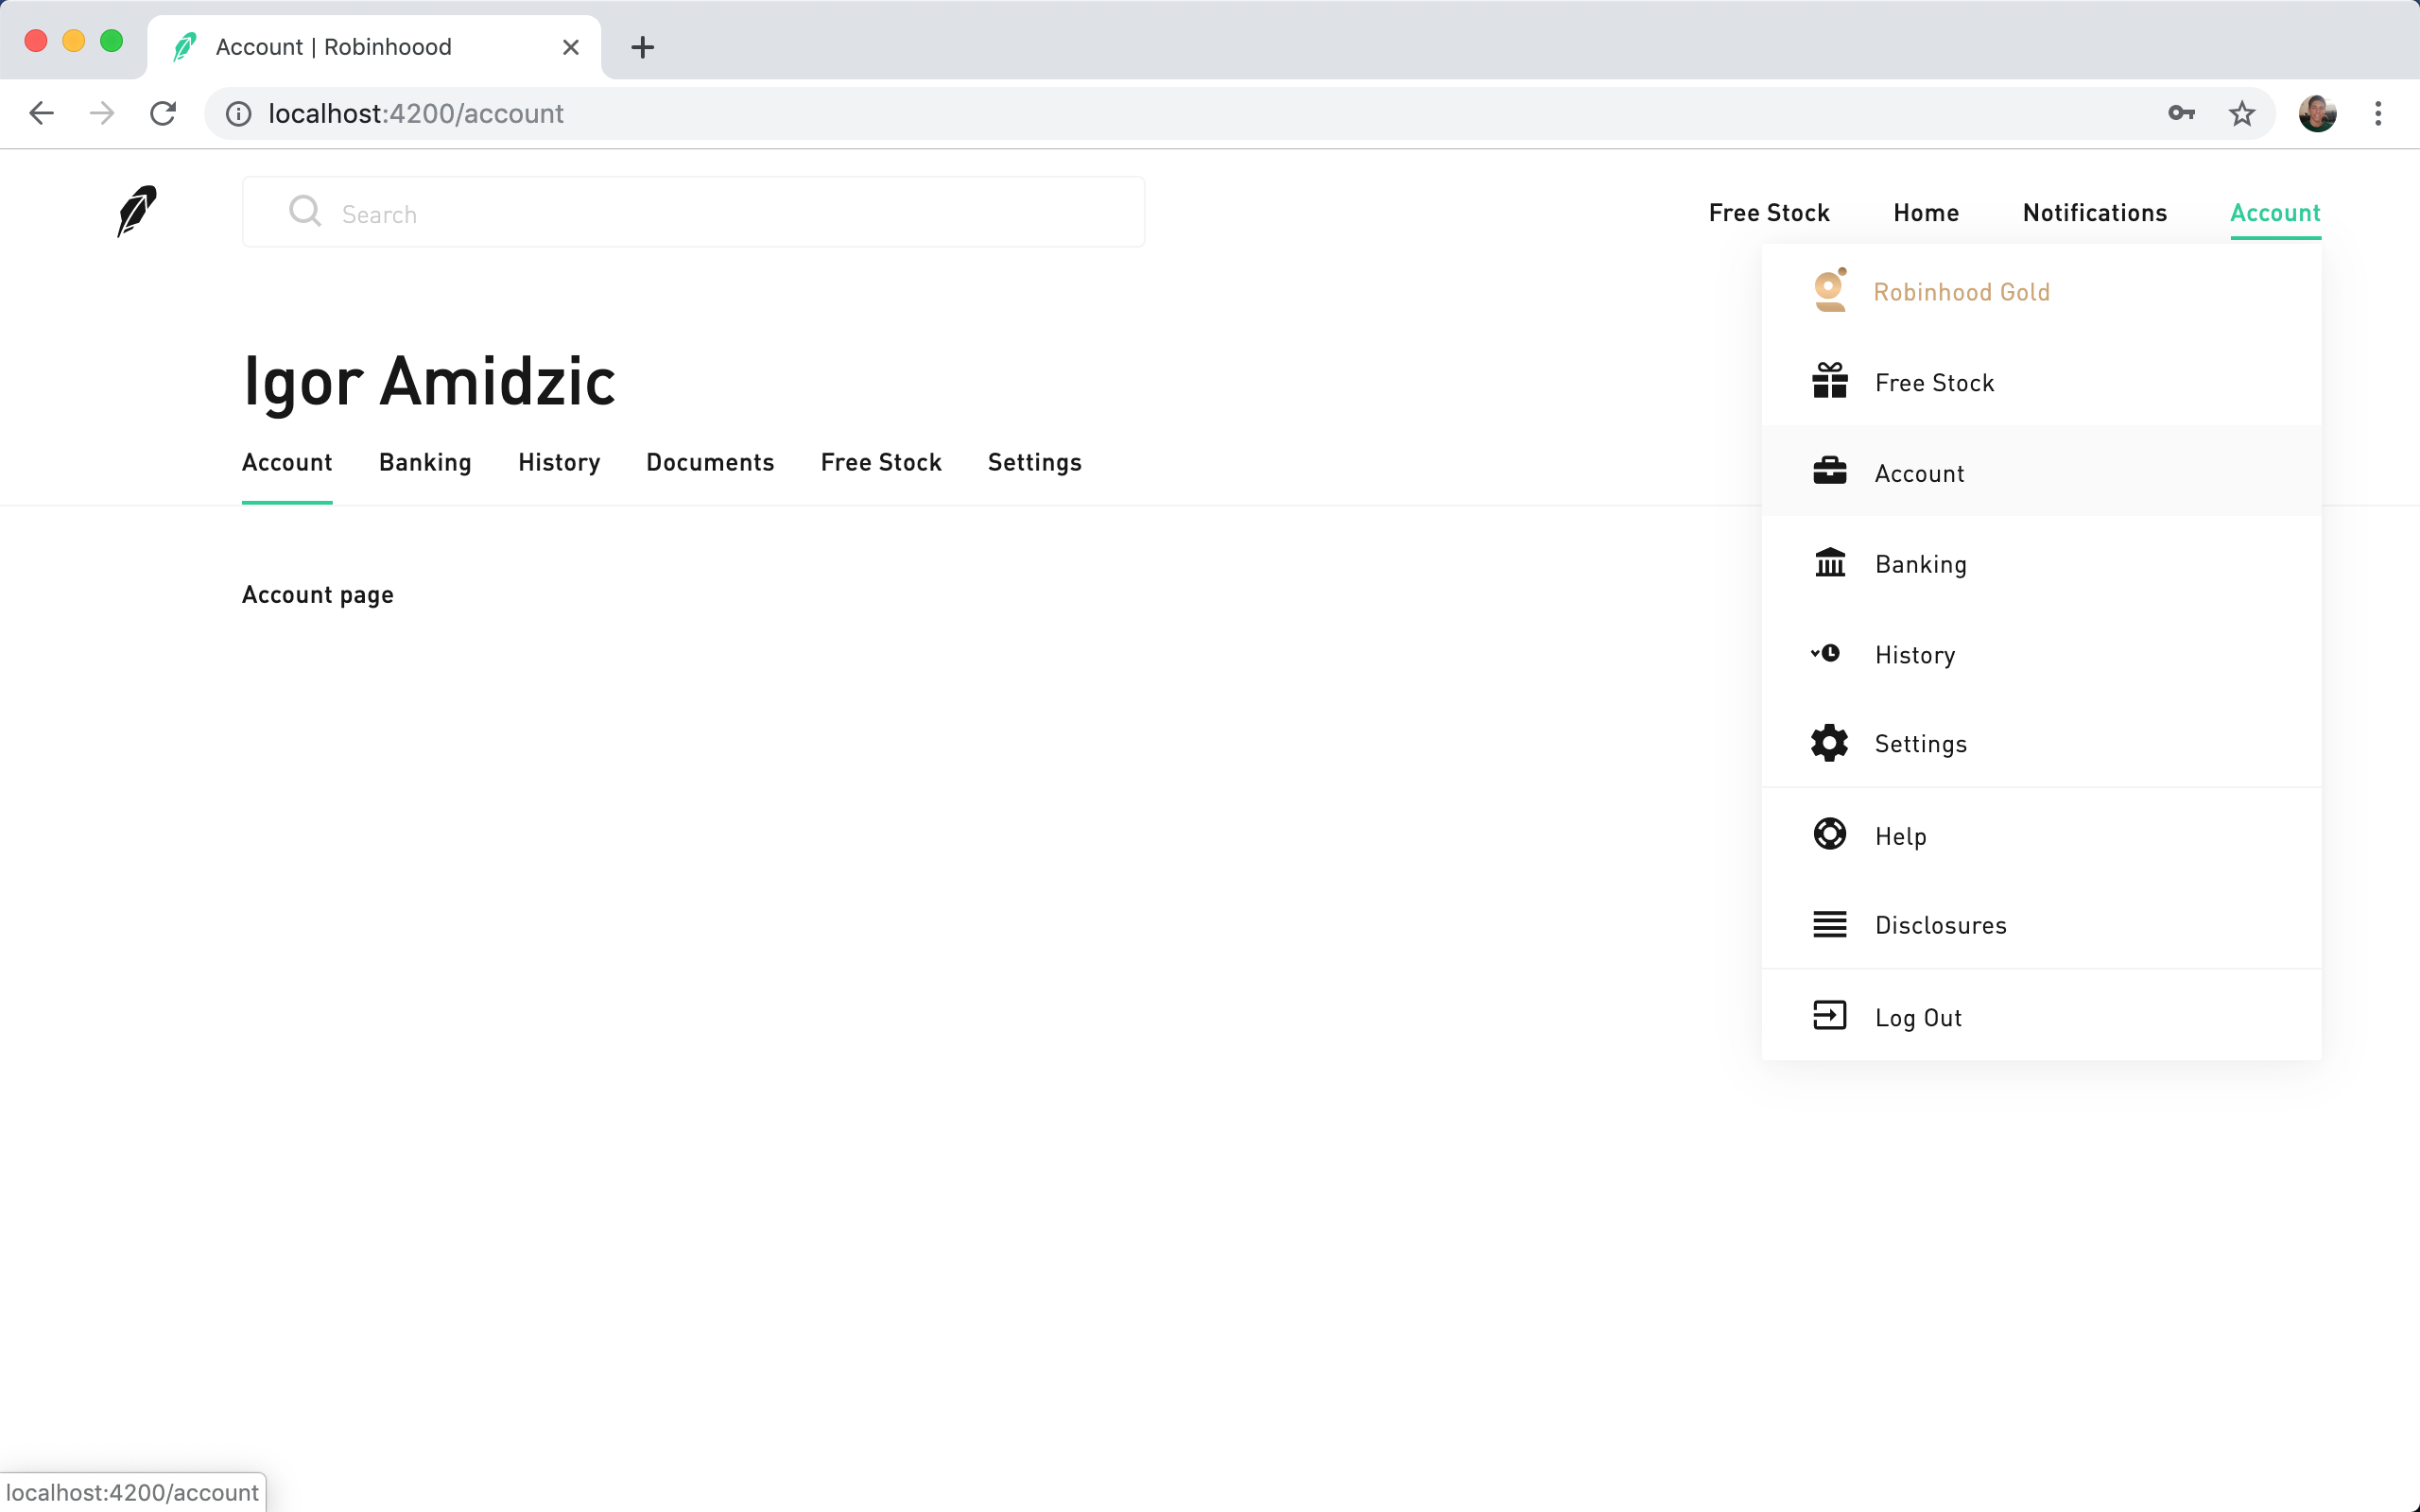 Account | Robinhoood
localhost:4200/account
Search
Free Stock Home Notifications Account
Robinhood Gold
Free Stock
Account
Banking
History
Settings
Help
Disclosures
Log Out
Igor Amidzic
Account Banking History Documents Free Stock Settings
Account page
localhost:4200/account